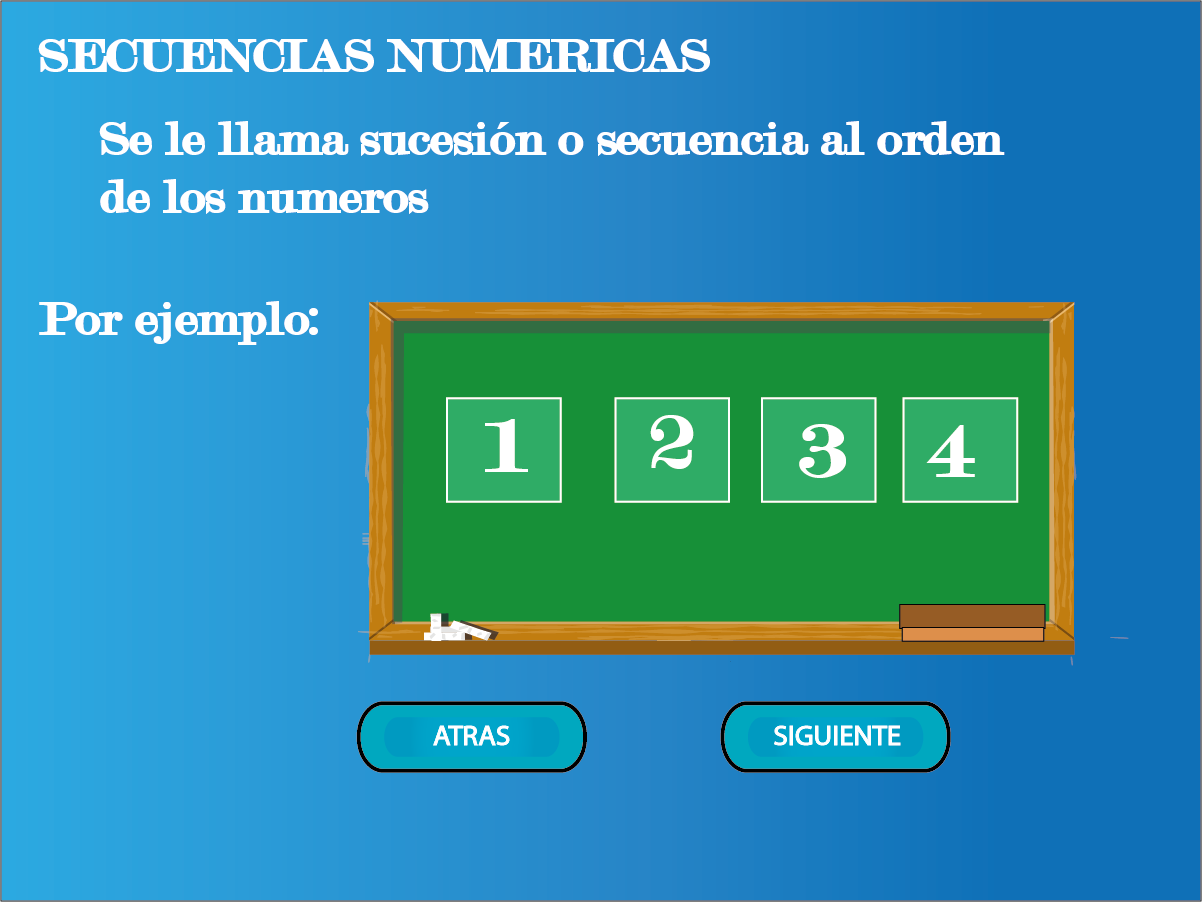 SECUENCIAS NUMERICAS
Se le llama sucesión o secuencia al orden
de los numeros
Por ejemplo:
1 2 3 4
ATRAS SIGUIENTE